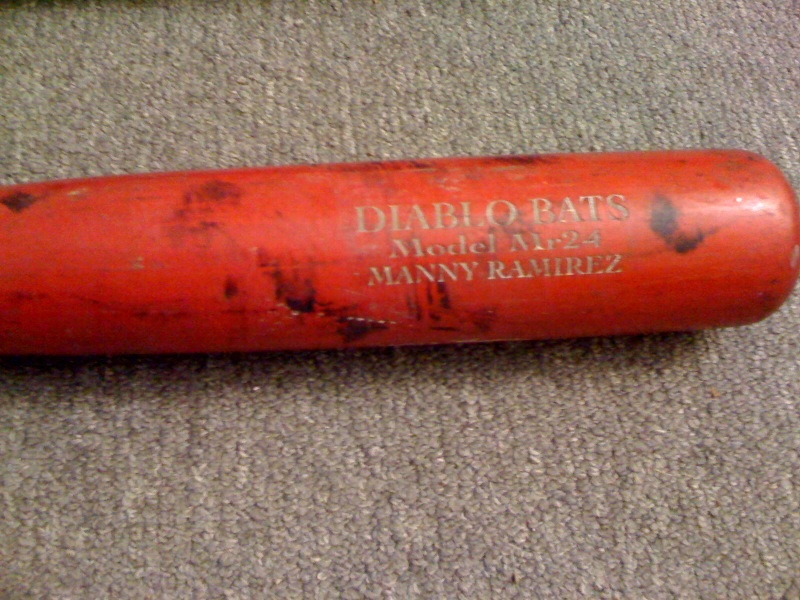 DIABLO BATS
Model Mr24
MANNY RAMIREZ